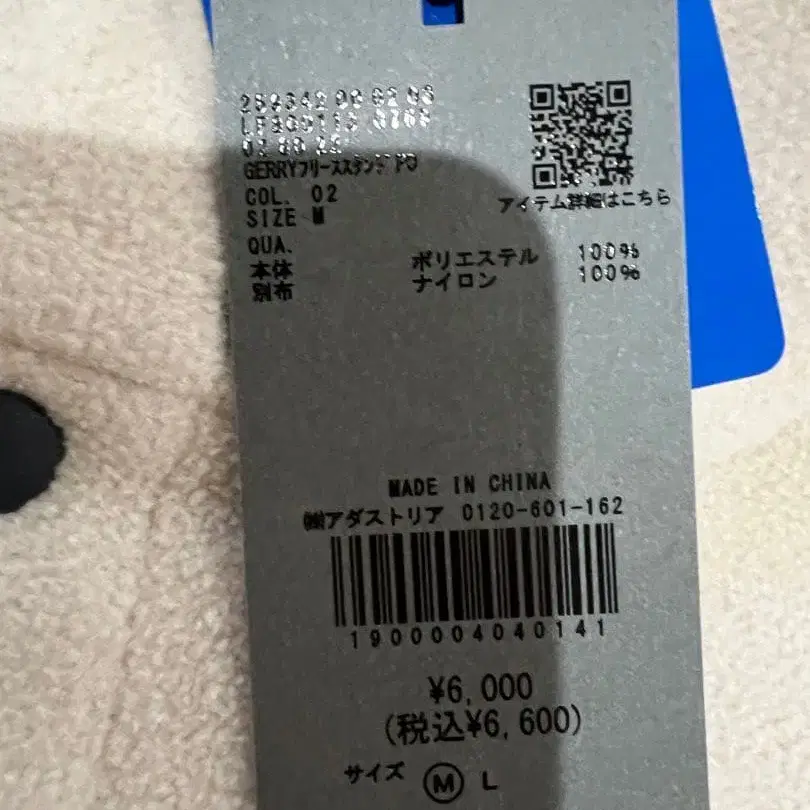 GERRYフリーススタンドPO
COL. 02
SIZE M
アイテム詳細はこちら
QUA.
本体 ポリエステル 100%
別布 ナイロン 100%
MADE IN CHINA
㈱アダストリア 0120-601-162
1900004040141
¥6,000
(税込¥6,600)
サイズ M L